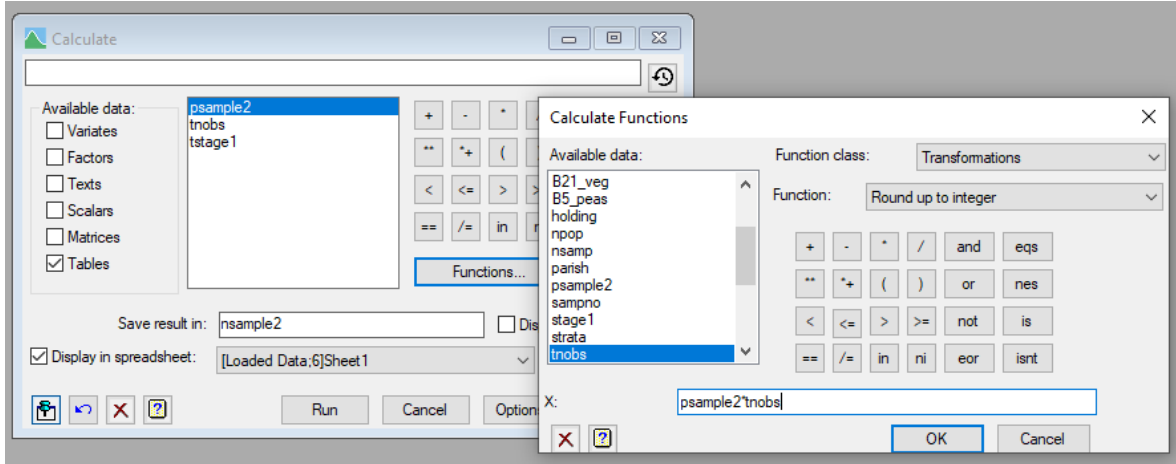 Calculate
Available data:
Variates
Factors
Texts
Scalars
Matrices
Tables
psample2
tnobs
tstage1
+ - *
** *+ (
< <= >
== /= in
Functions...
Save result in: nsample2
Display in spreadsheet: [Loaded Data;6]Sheet1
Run Cancel
Calculate Functions
Available data:
B21_veg
B5_peas
holding
npop
nsamp
parish
psample2
sampno
stage1
strata
tnobs
Function class: Transformations
Function: Round up to integer
+ - * / and eqs
** *+ ( ) or nes
< <= > >= not is
== /= in ni eor isnt
X: psample2*tnobs
OK Cancel